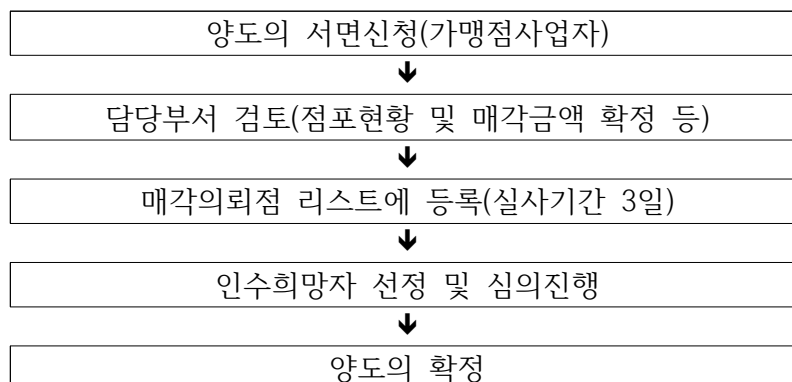 양도의 서면신청(가맹점사업자)
담당부서 검토(점포현황 및 매각금액 확정 등)
매각의뢰점 리스트에 등록(실사기간 3일)
인수희망자 선정 및 심의진행
양도의 확정